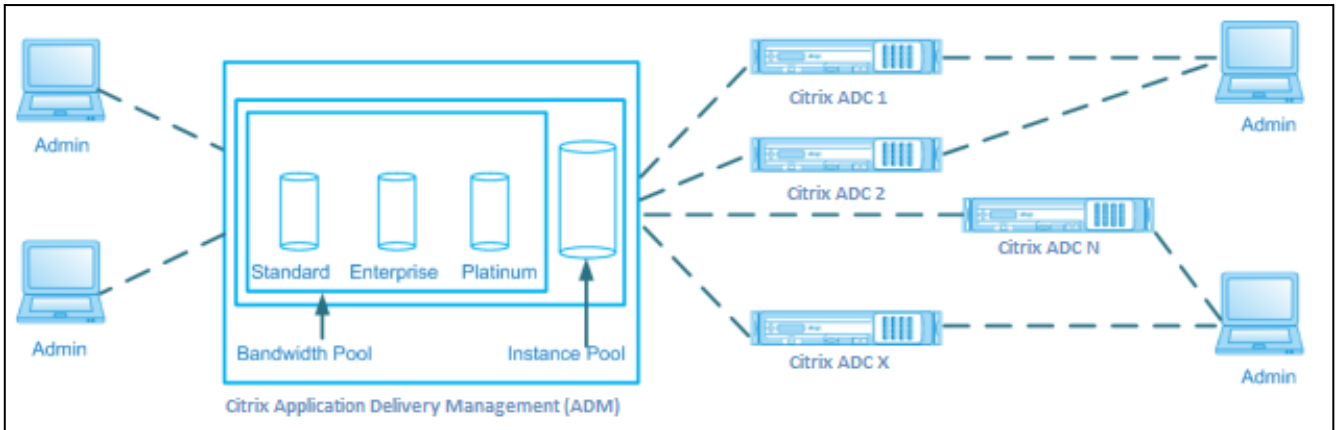 Admin
Admin
Standard
Enterprise
Platinum
Bandwidth Pool
Instance Pool
Citrix Application Delivery Management (ADM)
Citrix ADC 1
Citrix ADC 2
Citrix ADC N
Citrix ADC X
Admin
Admin